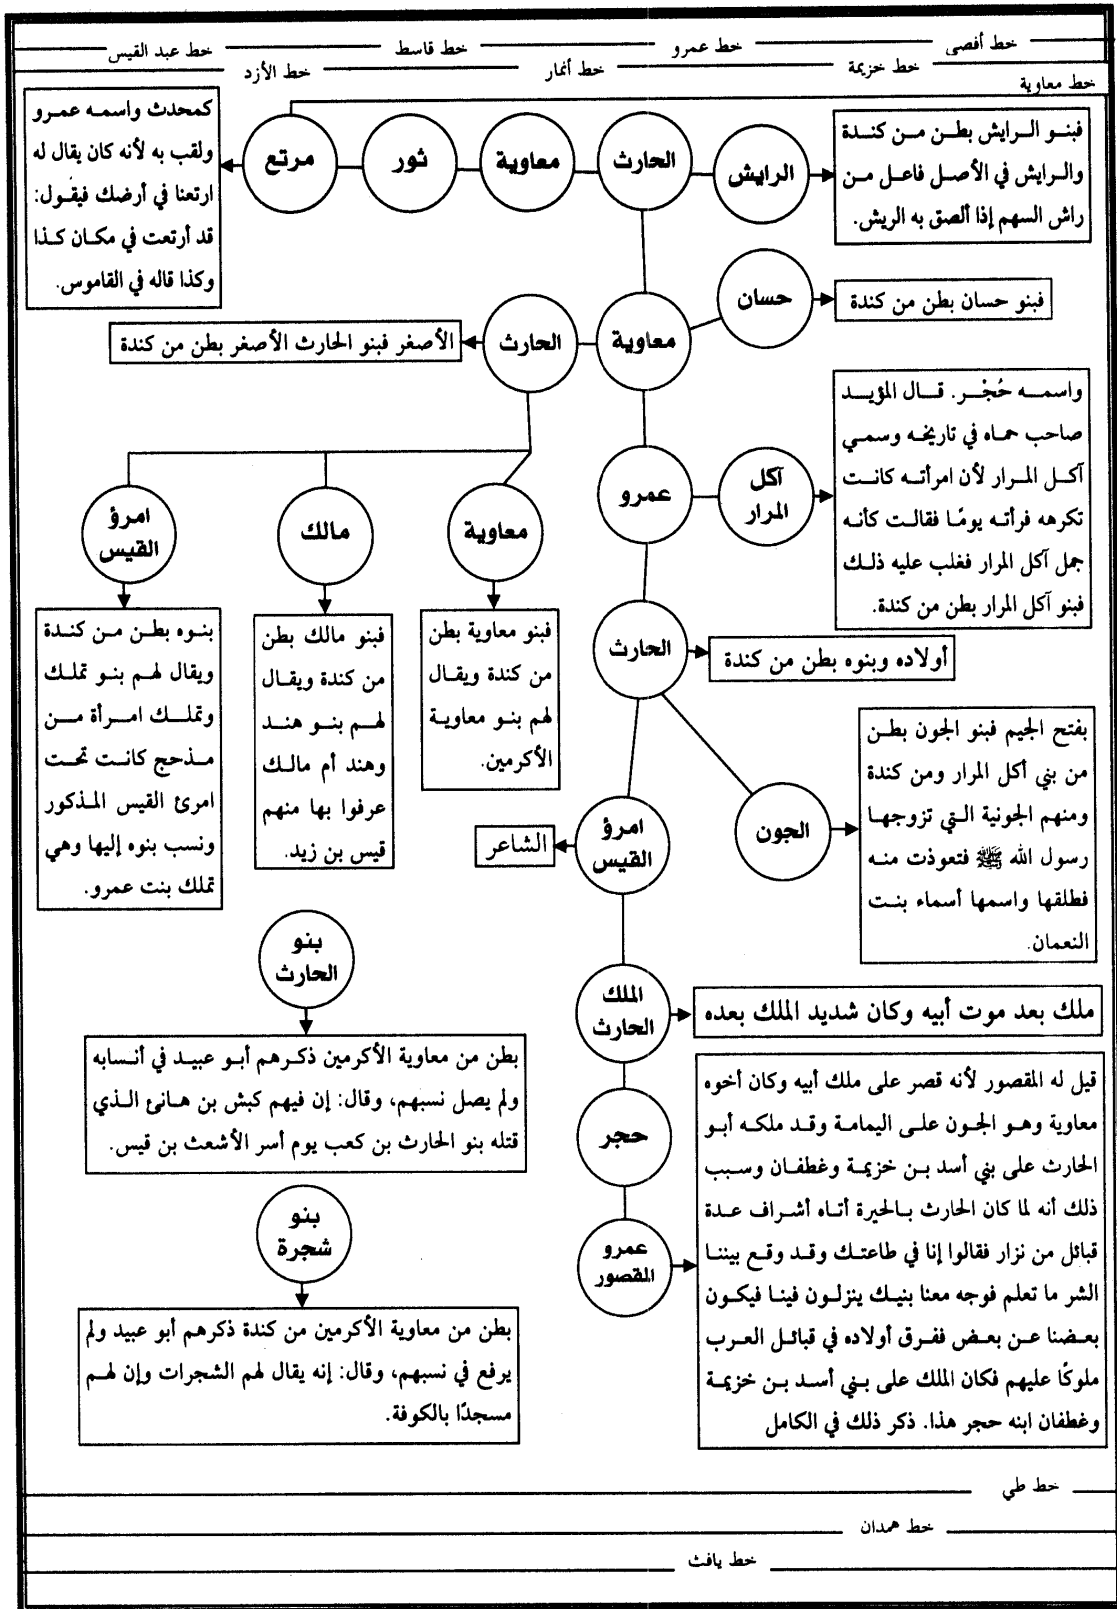 خط أفصى خط عمرو خط قاسط خط عبد القيس
خط خزيمة خط أنمار خط الأزد
خط معاوية
فبنو الرايش بطن من كندة
والرايش في الأصل فاعل من
راش السهم إذا ألصق به الريش.
الرايش
الحارث
معاوية
ثور
مرتع
كمحدث واسمه عمرو
ولقب به لأنه كان يقال له
ارتعنا في أرضك فيقول:
قد أرتعت في مكان كذا
وكذا قاله في القاموس.
حسان
فبنو حسان بطن من كندة
معاوية
الحارث
الأصغر فبنو الحارث الأصغر بطن من كندة
واسمه حُجْر. قال المؤيد
صاحب حماه في تاريخه وسمي
آكل المرار لأن امرأته كانت
تكرهه فرأته يومًا فقالت كأنه
جمل آكل المرار فغلب عليه ذلك
فبنو آكل المرار بطن من كندة.
آكل
المرار
عمرو
معاوية
مالك
امرؤ
القيس
فبنو معاوية بطن
من كندة ويقال
لهم بنو معاوية
الأكرمين.
فبنو مالك بطن
من كندة ويقال
لهم بنو هند
وهند أم مالك
عرفوا بها منهم
قيس بن زيد.
بنوه بطن من كندة
ويقال لهم بنو تملك
وتملك امرأة من
مذحج كانت تحت
امرئ القيس المذكور
ونسب بنوه إليها وهي
تملك بنت عمرو.
الحارث
أولاده وبنوه بطن من كندة
بفتح الجيم فبنو الجون بطن
من بني أكل المرار ومن كندة
ومنهم الجونية التي تزوجها
رسول الله ﷺ فتعوذت منه
فطلقها واسمها أسماء بنت
النعمان.
الجون
امرؤ
القيس
الشاعر
بنو
الحارث
الملك
الحارث
ملك بعد موت أبيه وكان شديد الملك بعده
بطن من معاوية الأكرمين ذكرهم أبو عبيد في أنسابه
ولم يصل نسبهم، وقال: إن فيهم كبش بن هانئ الذي
قتله بنو الحارث بن كعب يوم أسر الأشعث بن قيس.
حجر
قيل له المقصور لأنه قصر على ملك أبيه وكان أخوه
معاوية وهو الجون على اليمامة وقد ملكه أبو
الحارث على بني أسد بن خزيمة وغطفان وسبب
ذلك أنه لما كان الحارث بالحيرة أتاه أشراف عدة
قبائل من نزار فقالوا إنا في طاعتك وقد وقع بيننا
الشر ما تعلم فوجه معنا بنيك ينزلون فينا فيكون
بعضنا عن بعض ففرق أولاده في قبائل العرب
ملوكًا عليهم فكان الملك على بني أسد بن خزيمة
وغطفان ابنه حجر هذا. ذكر ذلك في الكامل
عمرو
المقصور
بنو
شجرة
بطن من معاوية الأكرمين من كندة ذكرهم أبو عبيد ولم
يرفع في نسبهم، وقال: إنه يقال لهم الشجرات وإن لهم
مسجدًا بالكوفة.
خط طي
خط همدان
خط يافث